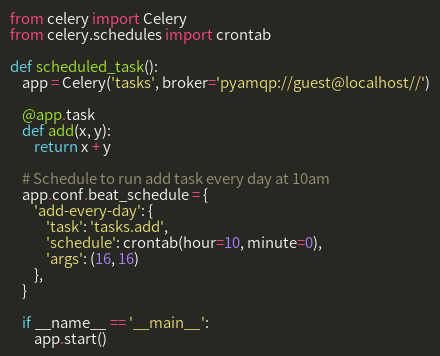 from celery import Celery
from celery.schedules import crontab

def scheduled_task():
    app = Celery('tasks', broker='pyamqp://guest@localhost//')

    @app.task
    def add(x, y):
        return x + y

    # Schedule to run add task every day at 10am
    app.conf.beat_schedule = {
        'add-every-day': {
            'task': 'tasks.add',
            'schedule': crontab(hour=10, minute=0),
            'args': (16, 16)
        },
    }

    if __name__ == '__main__':
        app.start()